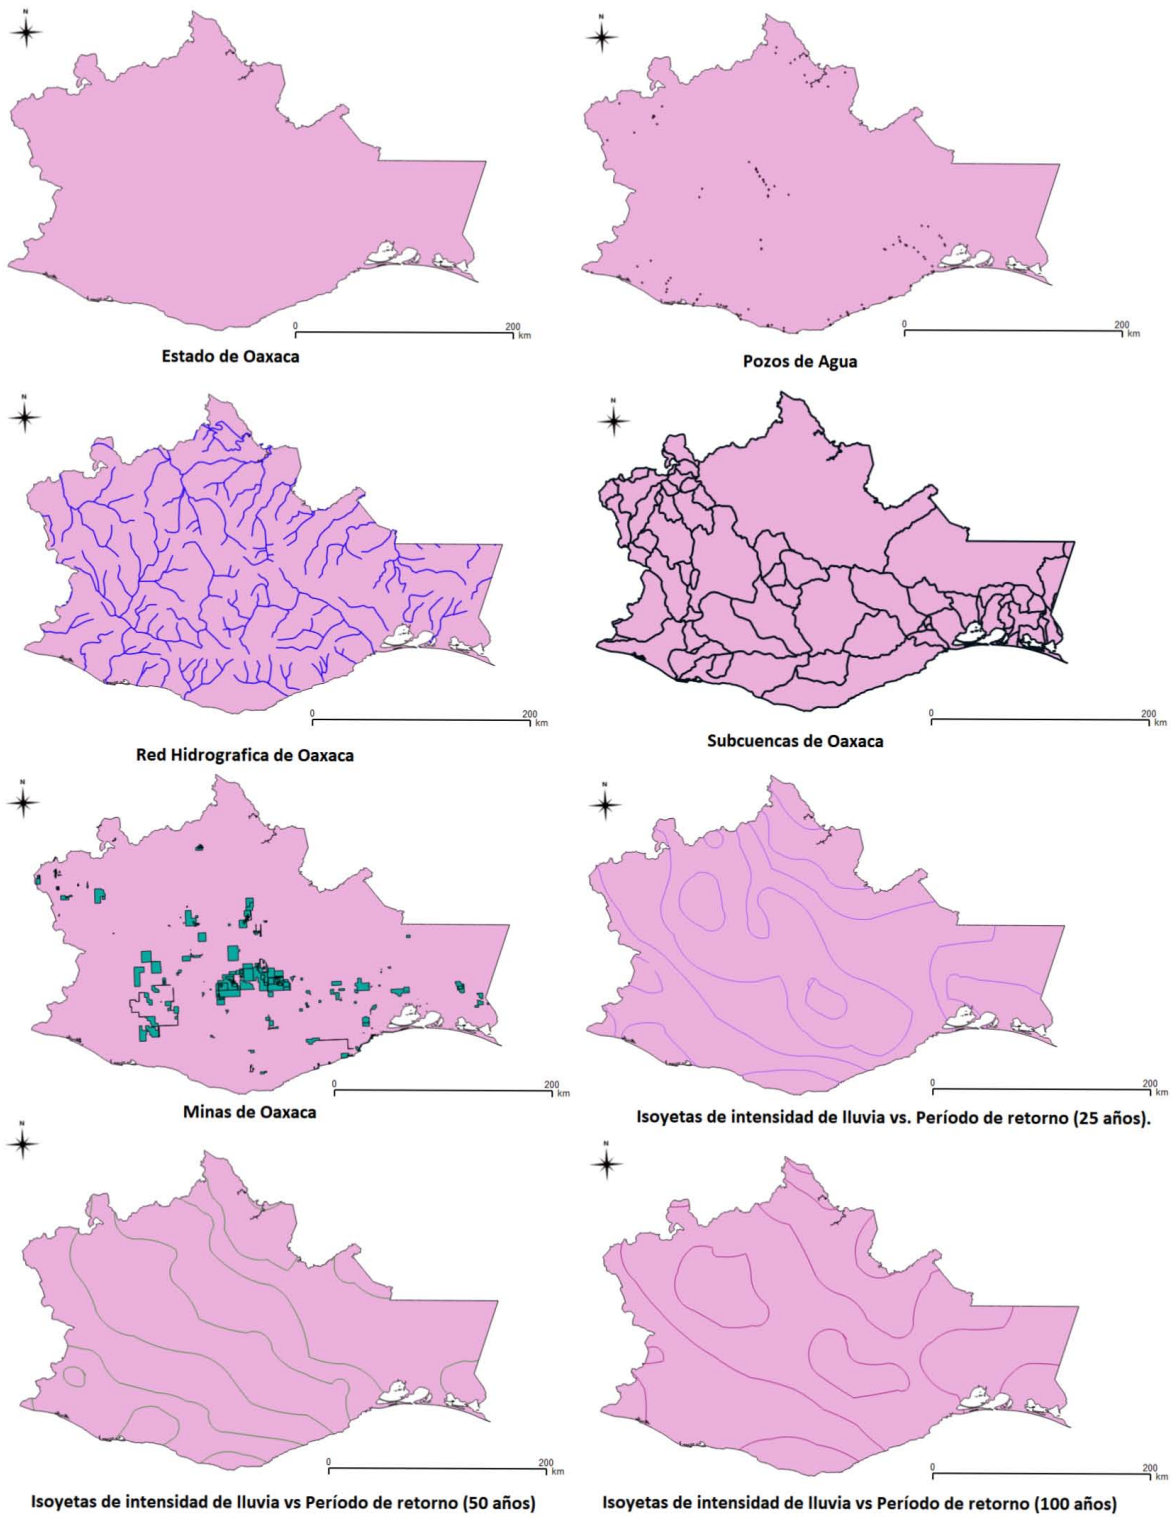 N
N
0 200 km
0 200 km
Estado de Oaxaca
Pozos de Agua
N
N
0 200 km
0 200 km
Red Hidrografica de Oaxaca
Subcuencas de Oaxaca
N
N
0 200 km
0 200 km
Minas de Oaxaca
Isoyetas de intensidad de lluvia vs. Período de retorno (25 años).
N
N
0 200 km
0 200 km
Isoyetas de intensidad de lluvia vs Período de retorno (50 años)
Isoyetas de intensidad de lluvia vs Período de retorno (100 años)